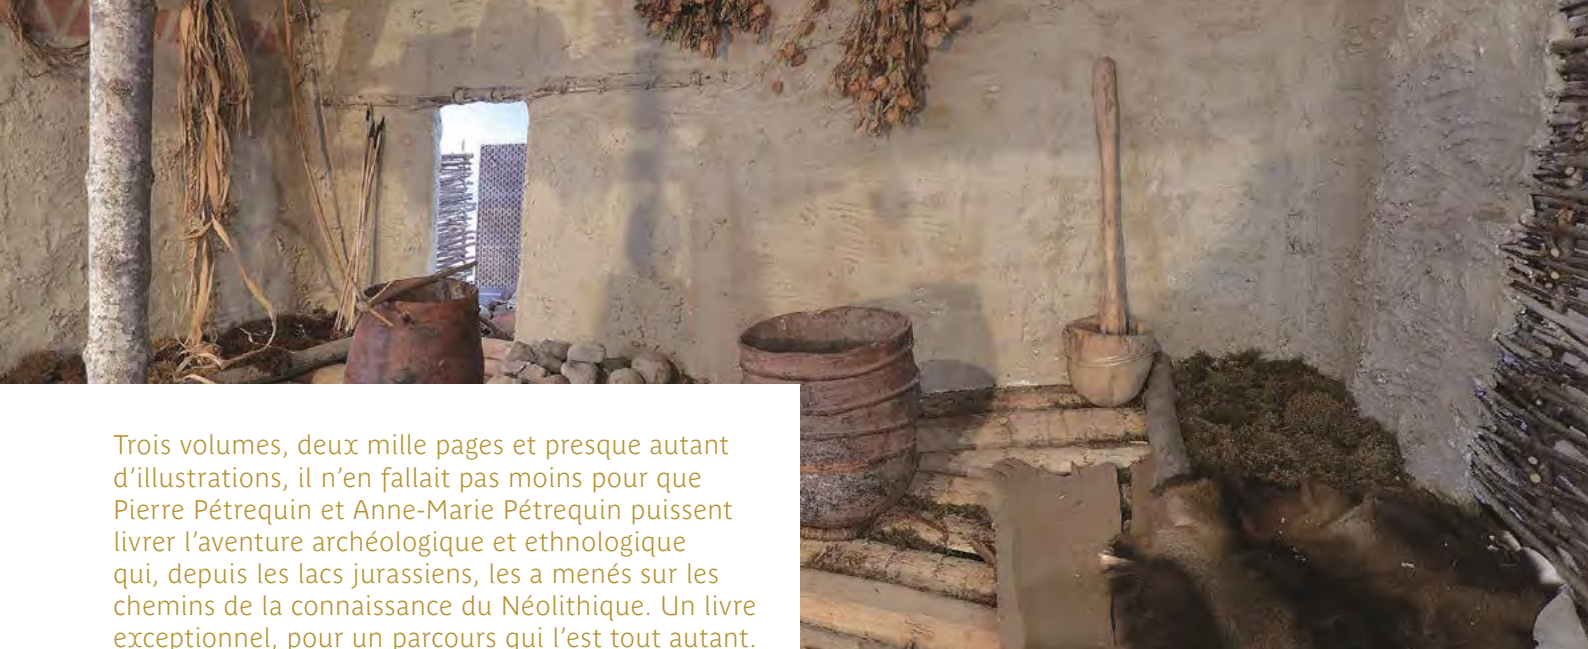 Trois volumes, deux mille pages et presque autant
d’illustrations, il n’en fallait pas moins pour que
Pierre Pétrequin et Anne-Marie Pétrequin puissent
livrer l’aventure archéologique et ethnologique
qui, depuis les lacs jurassiens, les a menés sur les
chemins de la connaissance du Néolithique. Un livre
exceptionnel, pour un parcours qui l’est tout autant.